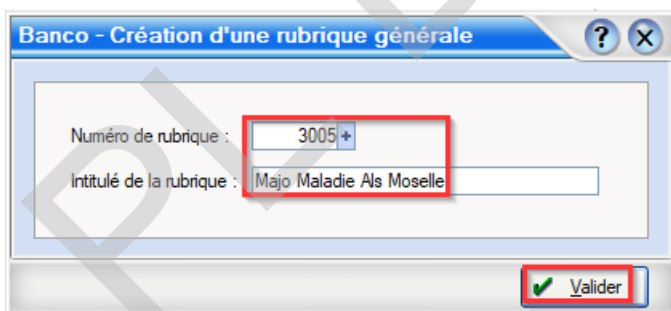 Banco - Création d'une rubrique générale
Numéro de rubrique : 3005 +
Intitulé de la rubrique : Majo Maladie Als Moselle
Valider